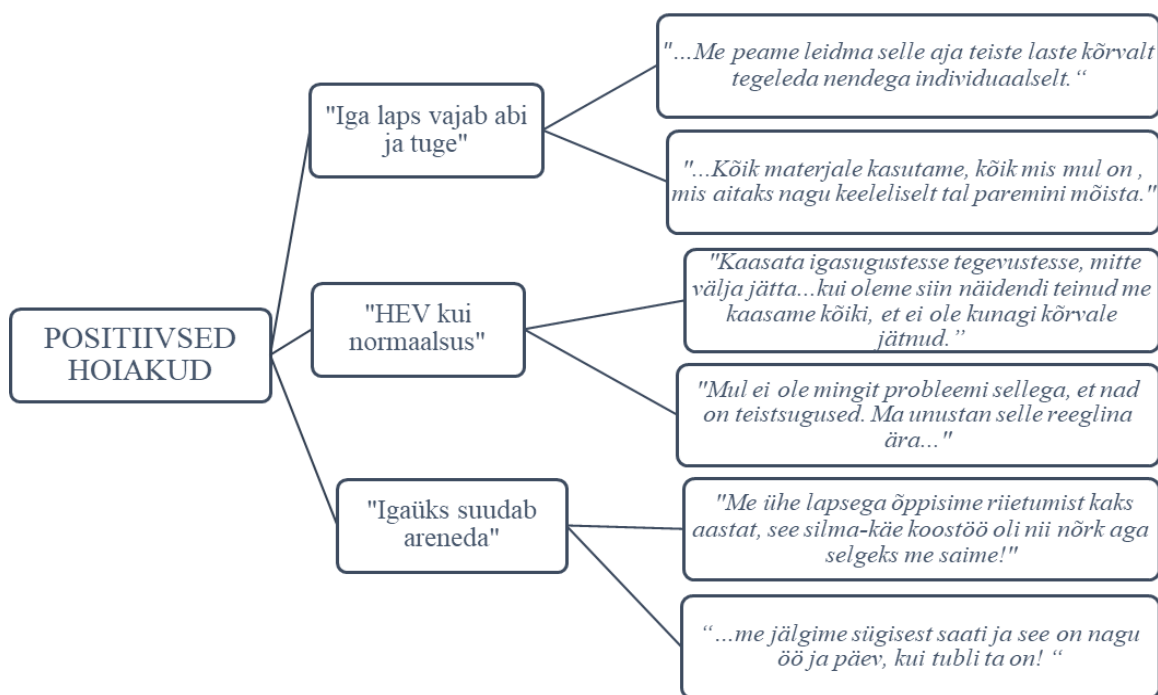 POSITIIVSED
HOIAKUD
"Iga laps vajab abi
ja tuge"
"...Me peame leidma selle aja teiste laste kõrvalt
tegeleda nendega individuaalselt.“
"...Kõik materjale kasutame, kõik mis mul on ,
mis aitaks nagu keeleliselt tal paremini mõista."
"HEV kui
normaalsus"
"Kaasata igasugustesse tegevustesse, mitte
välja jätta...kui oleme siin näidendi teinud me
kaasame kõiki, et ei ole kunagi kõrvale
jätnud.”
"Mul ei ole mingit probleemi sellega, et nad
on teistsugused. Ma unustan selle reeglina
ära..."
"Igaüks suudab
areneda"
"Me ühe lapsega õppisime riietumist kaks
aastat, see silma-käe koostöö oli nii nõrk aga
selgeks me saime!"
“...me jälgime sügisest saati ja see on nagu
öö ja päev, kui tubli ta on! “